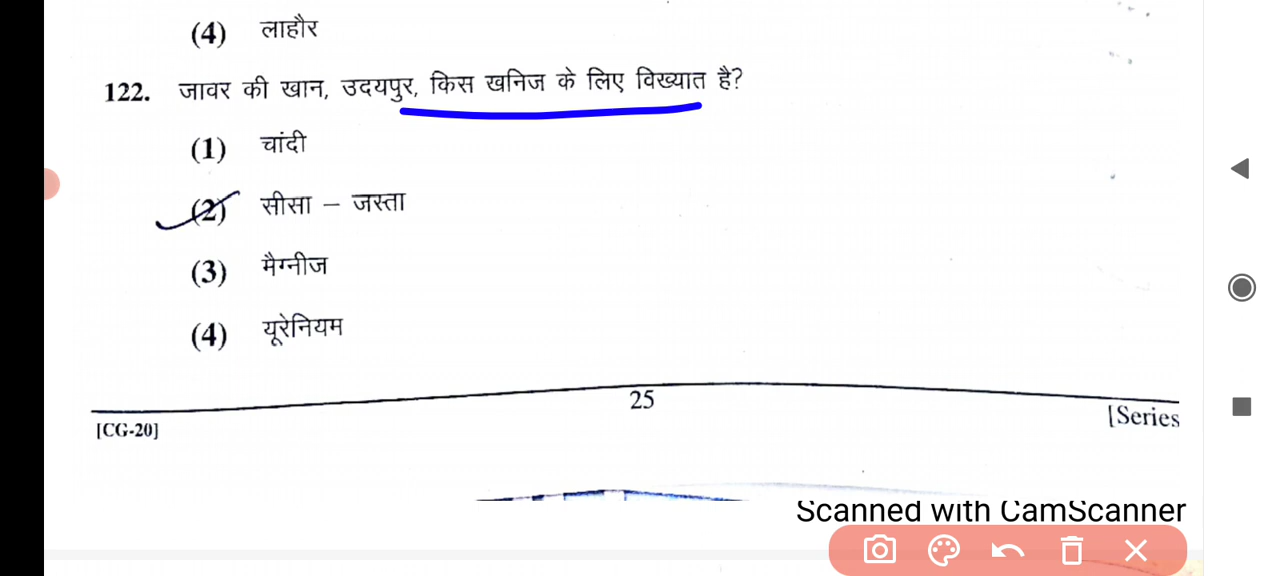 (4) लाहौर
122. जावर की खान, उदयपुर, किस खनिज के लिए विख्यात है?
(1) चांदी
(2) सीसा – जस्ता
(3) मैग्नीज
(4) यूरेनियम
25
[CG-20]
[Series
Scanned with CamScanner